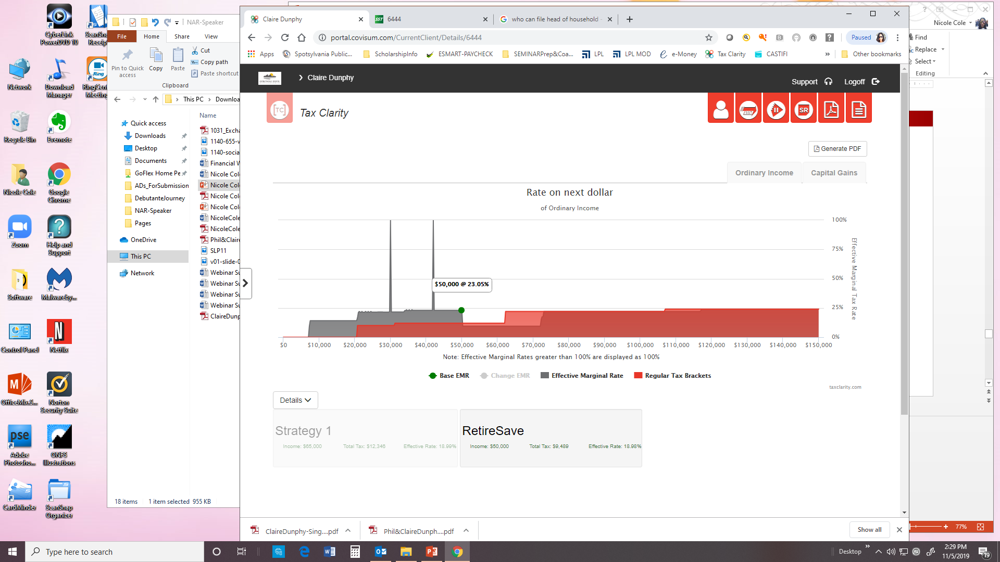 CyberLink
PowerDVD 10
ScanSnap
Receipt
Network
Download
Manager
RingCentral
Meetings
Recycle Bin
Evernote
Nicole Cole
Google
Chrome
Zoom
Help and
Support
Software
Malwareby...
Control Panel
Netflix
OfficeMix.S...
Norton
Security Suite
pse
Adobe
Photosho...
ONFS
Illustrations
CardMinder
ScanSnap
Organizer
NAR-Speaker
File Home Share View
Pin to Quick
access
Copy
Paste
Cut
Copy path
Paste shortcut
Clipboard
This PC Downloa
Name
Quick access
Downloads
Desktop
Documents
GoFlex Home Pe
ADs_ForSubmission
DebutanteJourney
NAR-Speaker
Pages
OneDrive
This PC
Network
1031_Excha
1140-655-v
1140-socia
Financial W
Nicole Col
Nicole Col
Nicole Col
Nicole Col
NicoleCole
NicoleCole
Phil&Claire
SLP11
v01-slide-0
Webinar Su
Webinar Su
Webinar Su
Webinar Su
ClaireDunp
18 items 1 item selected 955 KB
Claire Dunphy
SST 6444
who can file head of household -
portal.covisum.com/CurrentClient/Details/6444
Paused
Apps Spotsylvania Public... ScholarshipInfo ESMART-PAYCHECK SEMINARPrep&Coa... LPL LPL MOD e-Money Tax Clarity CASTIFI » Other bookmarks
COLONIAL RIVER
Claire Dunphy
Support Logoff
[TC] Tax Clarity
SST SR
Generate PDF
Ordinary Income Capital Gains
Rate on next dollar
of Ordinary Income
100%
75%
50%
25%
0%
Effective Marginal Tax Rate
$50,000 @ 23.05%
$0 $10,000 $20,000 $30,000 $40,000 $50,000 $60,000 $70,000 $80,000 $90,000 $100,000 $110,000 $120,000 $130,000 $140,000 $150,000
Note: Effective Marginal Rates greater than 100% are displayed as 100%
Base EMR Change EMR Effective Marginal Rate Regular Tax Brackets
taxclarity.com
Details
Strategy 1
Income: $65,000 Total Tax: $12,346 Effective Rate: 18.99%
RetireSave
Income: $50,000 Total Tax: $9,489 Effective Rate: 18.98%
ClaireDunphy-Sing....pdf
Phil&ClaireDunph....pdf
Show all
Nicole Cole
Find
Replace
Select
Editing
77%
Type here to search
Desktop
2:29 PM
11/5/2019
19